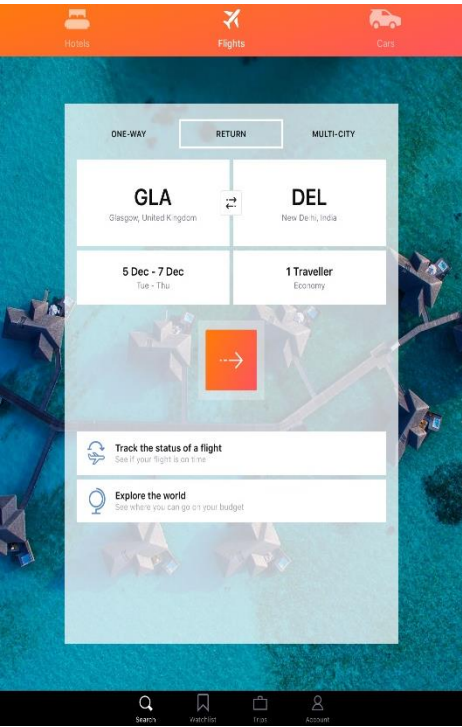 Hotels
Flights
Cars
ONE-WAY
RETURN
MULTI-CITY
GLA
Glasgow, United Kingdom
DEL
New Delhi, India
5 Dec - 7 Dec
Tue - Thu
1 Traveller
Economy
Track the status of a flight
See if your flight is on time
Explore the world
See where you can go on your budget
Search
Watchlist
Trips
Account